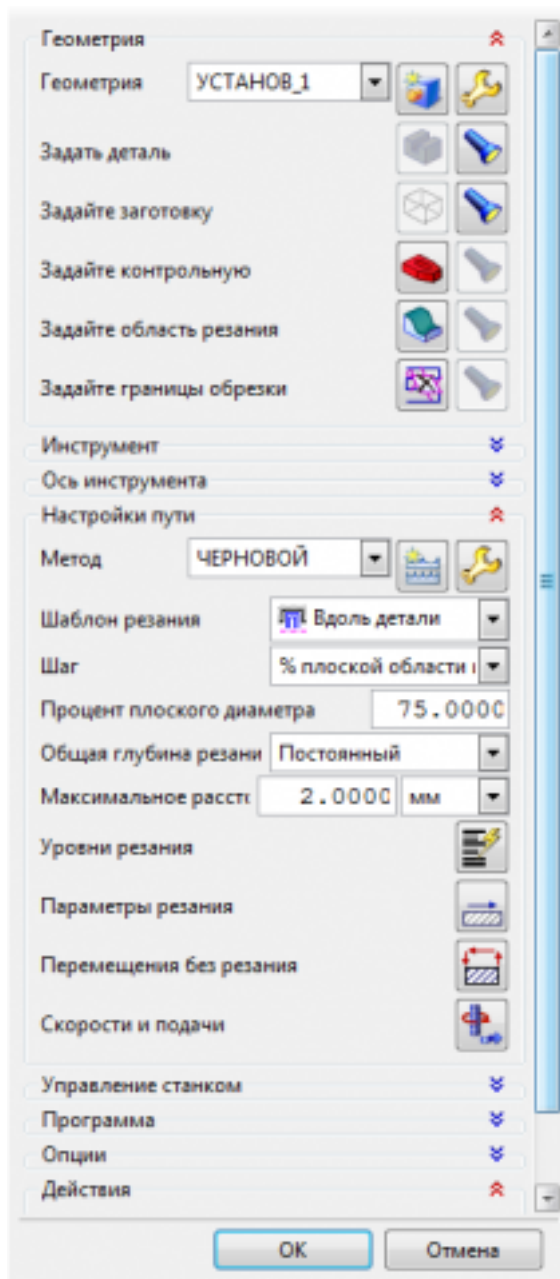 Геометрия
Геометрия УСТАНОВ_1
Задать деталь
Задайте заготовку
Задайте контрольную
Задайте область резания
Задайте границы обрезки
Инструмент
Ось инструмента
Настройки пути
Метод ЧЕРНОВОЙ
Шаблон резания Вдоль детали
Шаг % плоской области и
Процент плоского диаметра 75.0000
Общая глубина резани Постоянный
Максимальное расстс 2.0000 мм
Уровни резания
Параметры резания
Перемещения без резания
Скорости и подачи
Управление станком
Программа
Опции
Действия
ОК Отмена